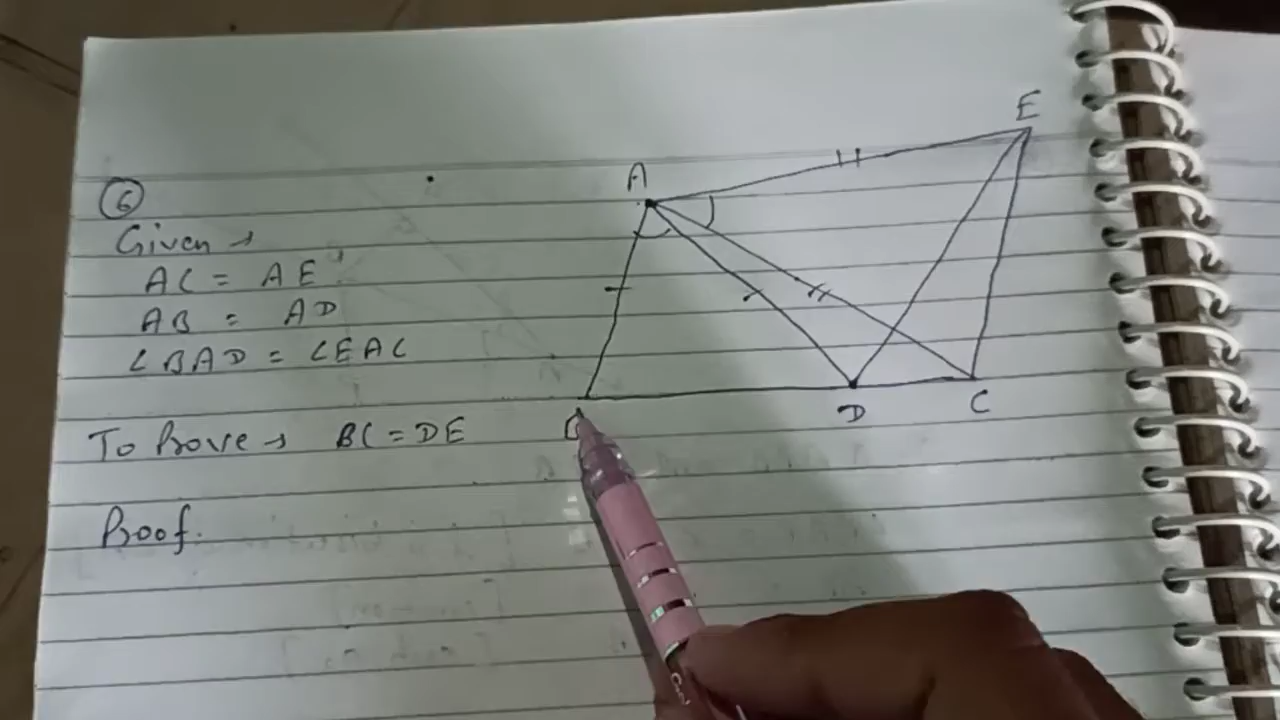 6
Given →
AC = AE
AB = AD
∠BAD = ∠EAC
To Prove → BC = DE
Proof.
E
A
B
D
C